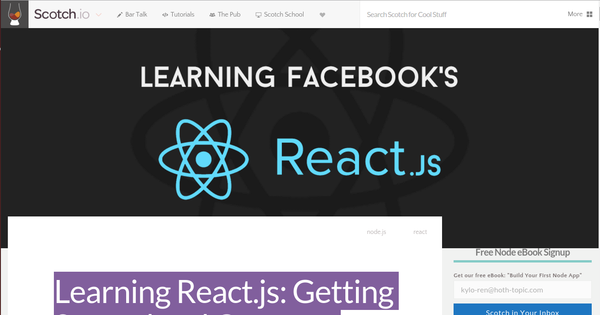 Scotch.io
Bar Talk
Tutorials
The Pub
Scotch School
Search Scotch for Cool Stuff
More
LEARNING FACEBOOK'S
React.JS
node.js
react
Free Node eBook Signup
Get our free eBook: "Build Your First Node App"
kylo-ren@hoth-topic.com
Scotch in Your Inbox
Learning React.js: Getting